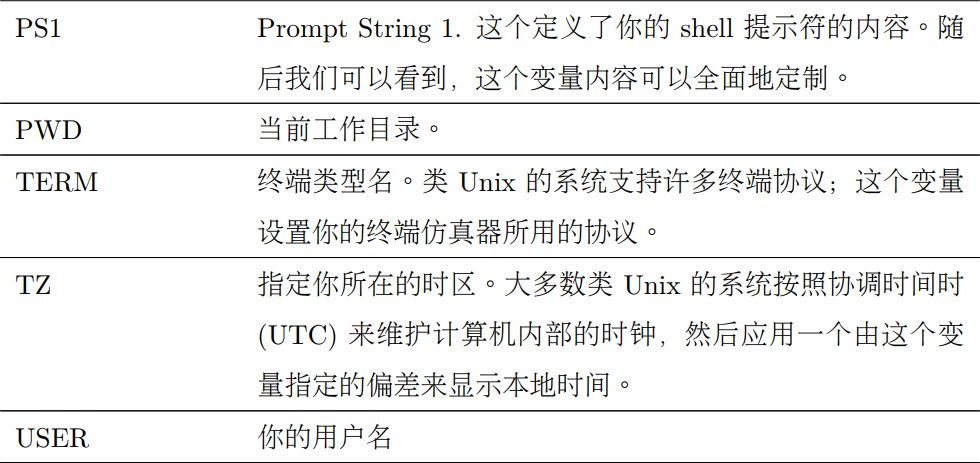 PS1 Prompt String 1. 这个定义了你的 shell 提示符的内容。随
后我们可以看到，这个变量内容可以全面地定制。
PWD 当前工作目录。
TERM 终端类型名。类 Unix 的系统支持许多终端协议；这个变量
设置你的终端仿真器所用的协议。
TZ 指定你所在的时区。大多数类 Unix 的系统按照协调时间时
(UTC) 来维护计算机内部的时钟，然后应用一个由这个变
量指定的偏差来显示本地时间。
USER 你的用户名